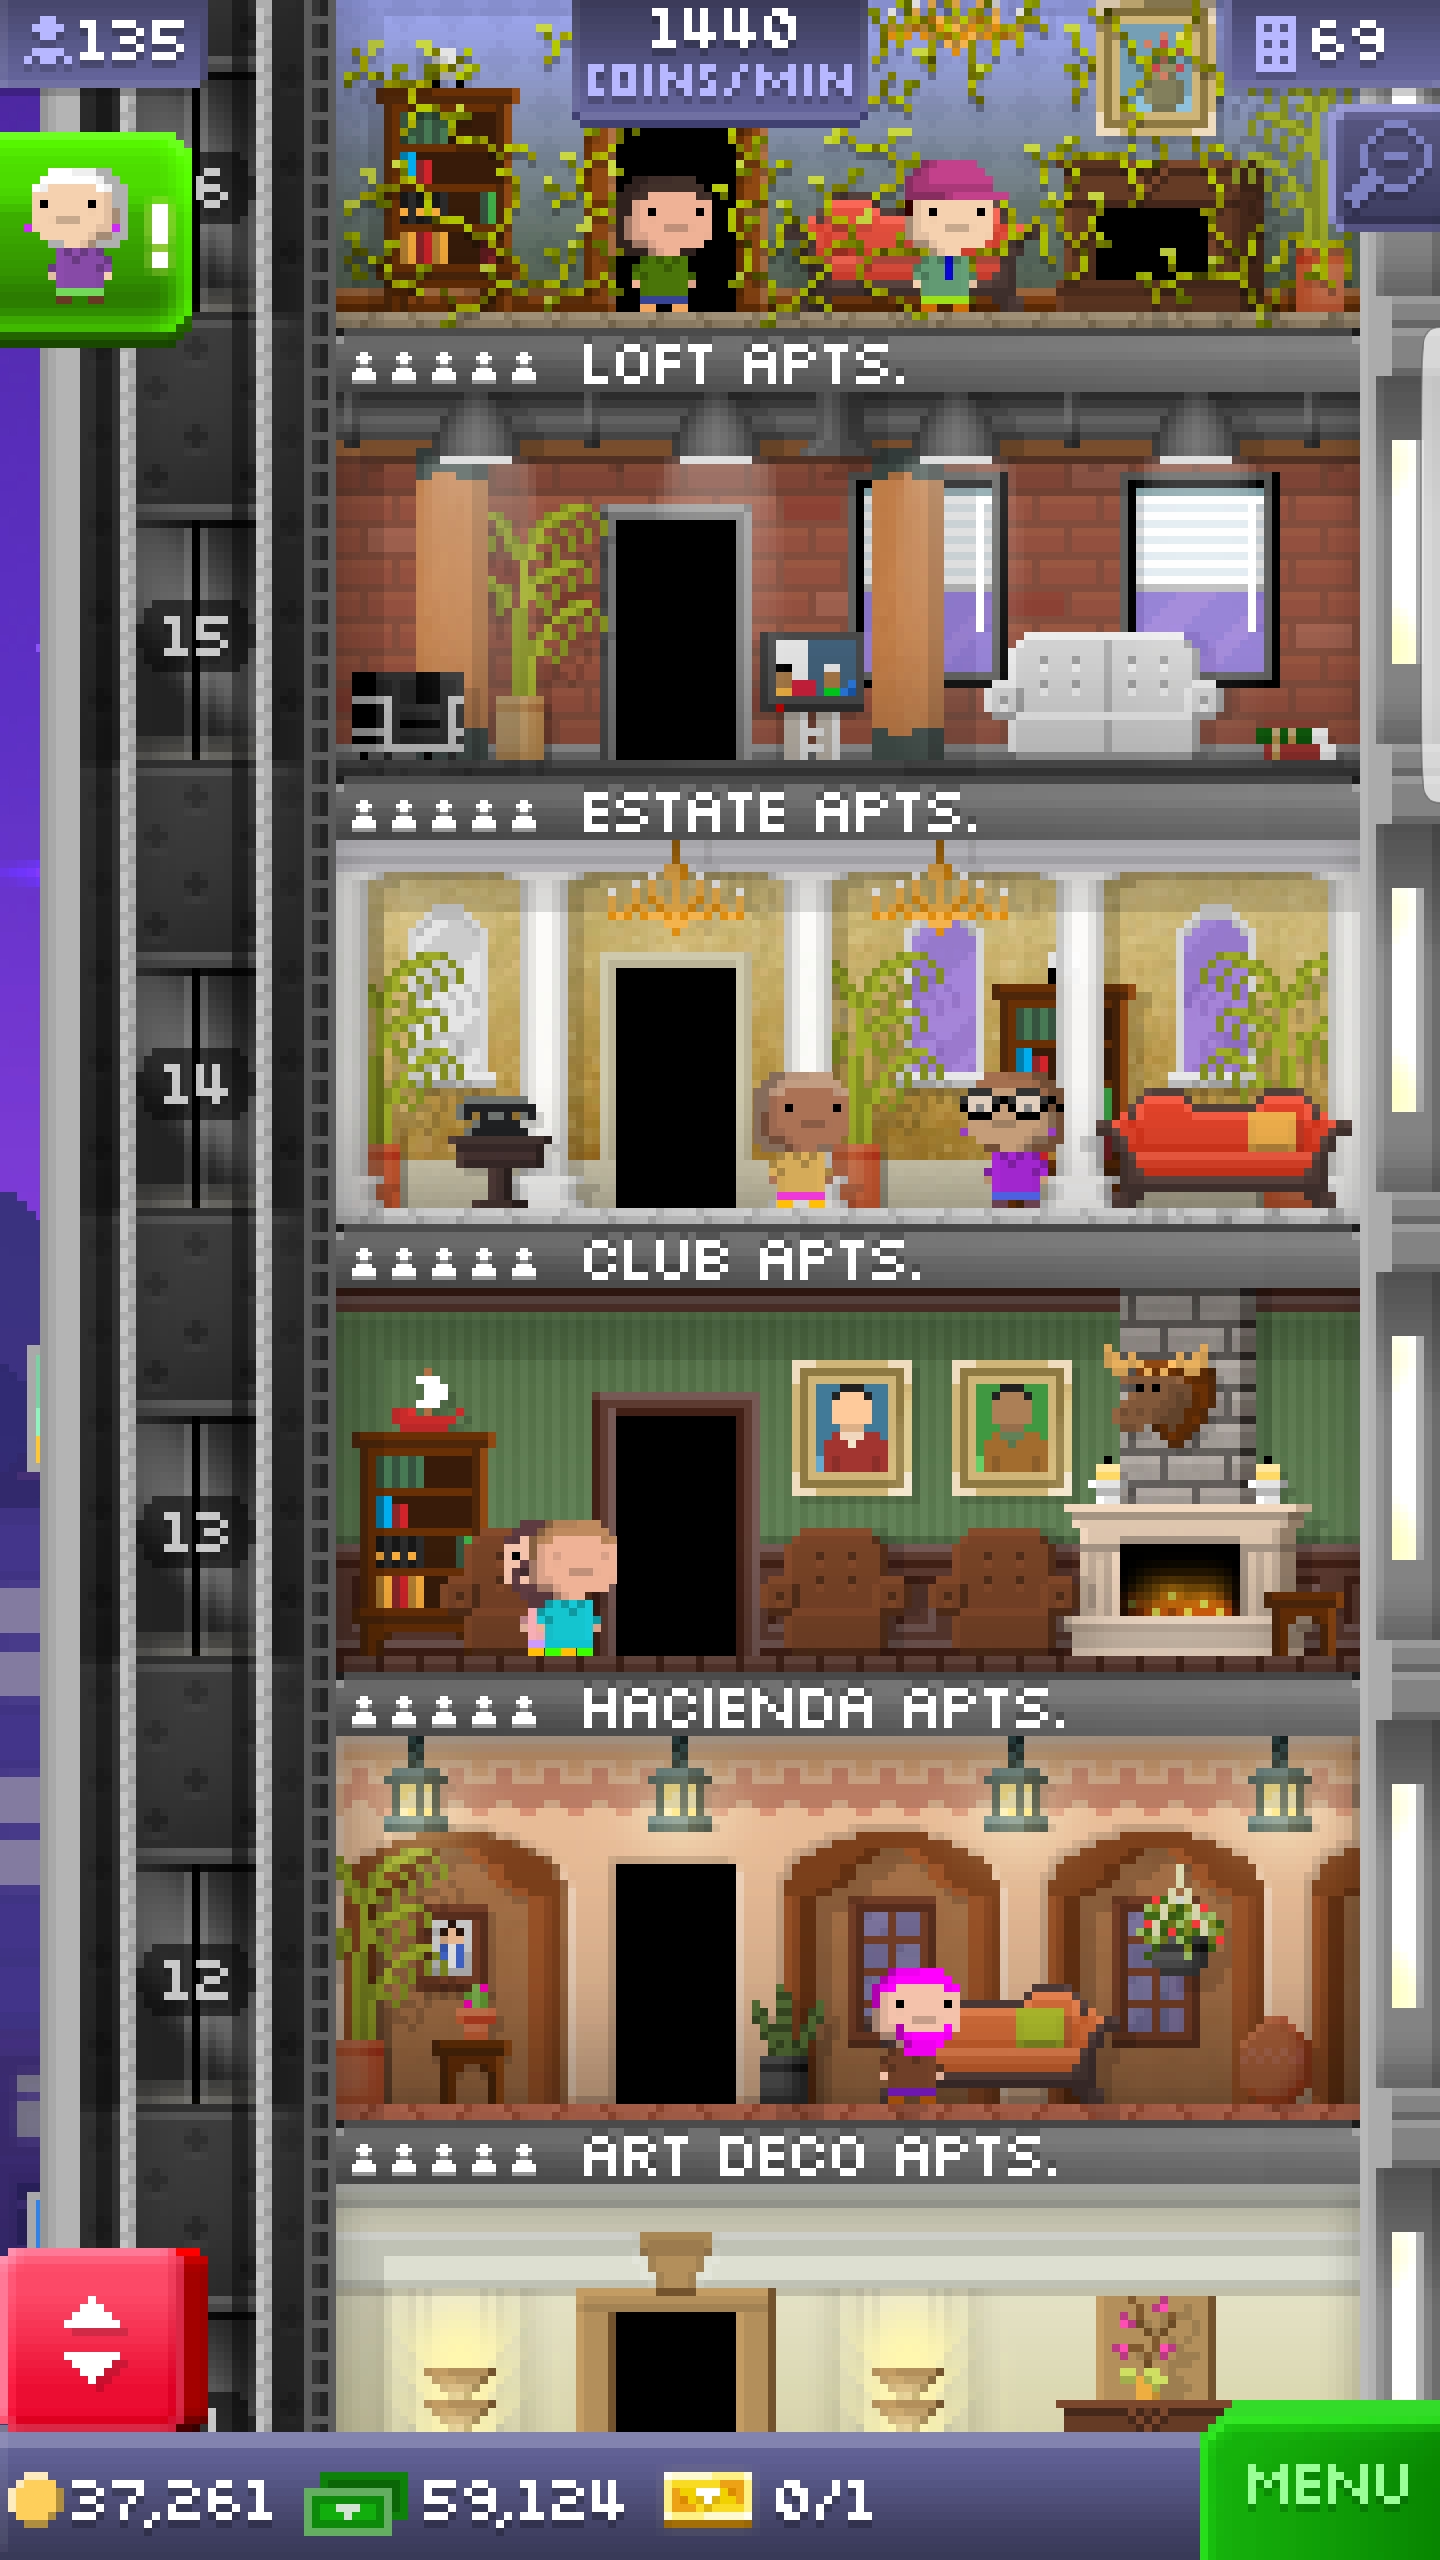 135
1440
COINS/MIN
69
!
6
LOFT APTS.
15
ESTATE APTS.
14
CLUB APTS.
13
HACIENDA APTS.
12
ART DECO APTS.
37,261
59,124
0/1
MENU